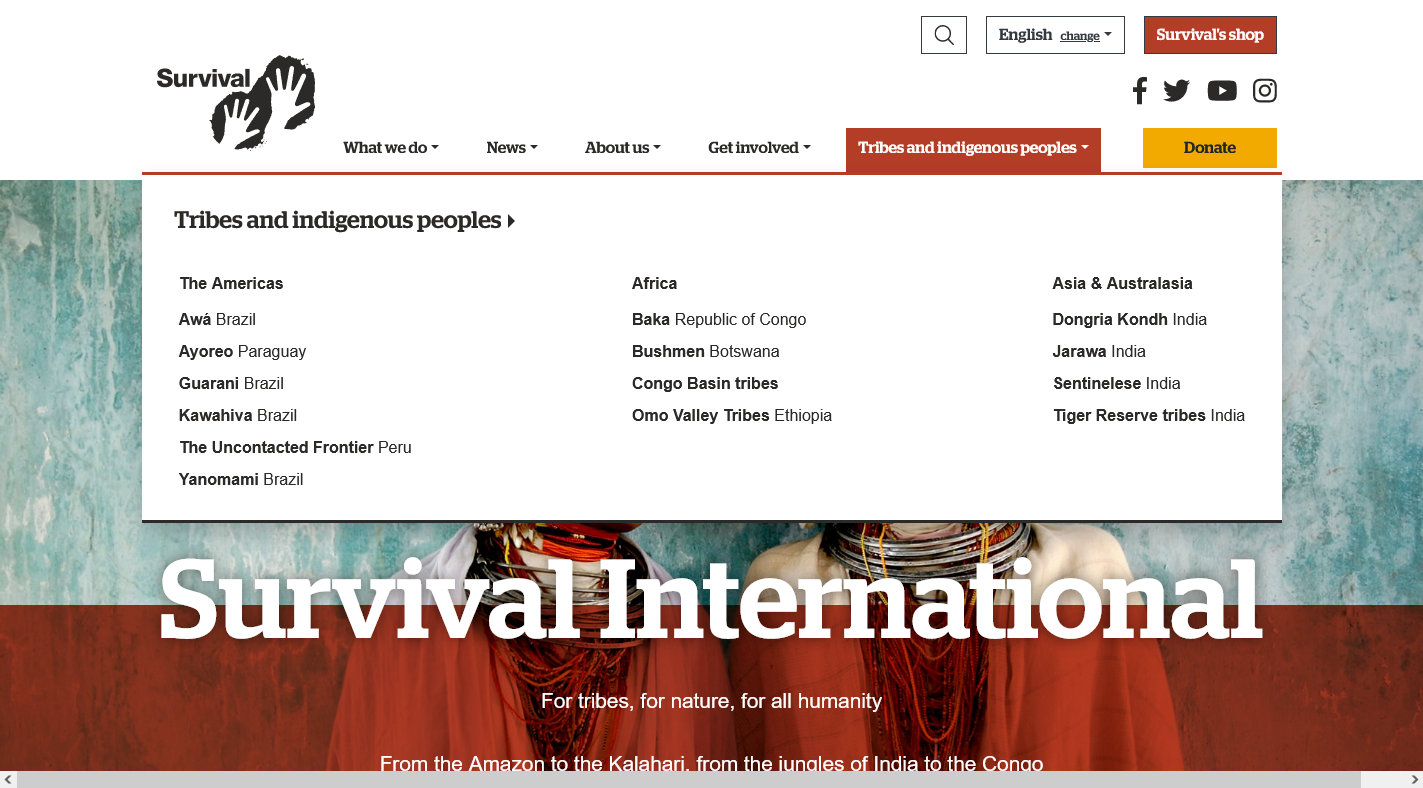 English change
Survival's shop
Survival
What we do
News
About us
Get involved
Tribes and indigenous peoples
Donate
Tribes and indigenous peoples
The Americas
Awá Brazil
Ayoreo Paraguay
Guarani Brazil
Kawahiva Brazil
The Uncontacted Frontier Peru
Yanomami Brazil
Africa
Baka Republic of Congo
Bushmen Botswana
Congo Basin tribes
Omo Valley Tribes Ethiopia
Asia & Australasia
Dongria Kondh India
Jarawa India
Sentinelese India
Tiger Reserve tribes India
Survival International
For tribes, for nature, for all humanity
From the Amazon to the Kalahari, from the jungles of India to the Congo